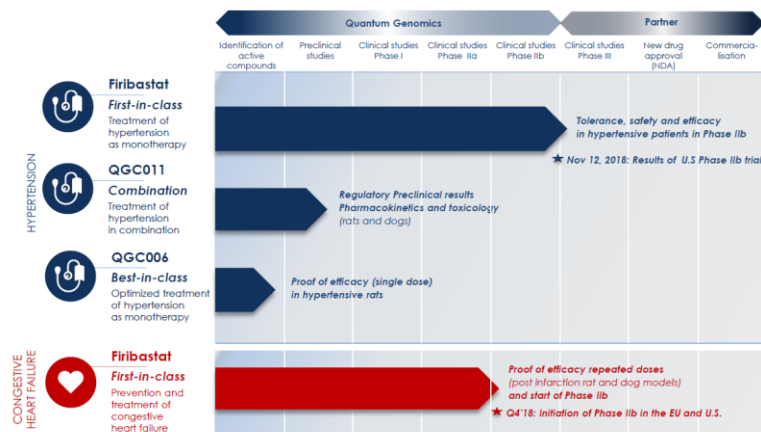 Quantum Genomics
Partner
Identification of
active
compounds
Preclinical
studies
Clinical studies
Phase I
Clinical studies
Phase IIa
Clinical studies
Phase IIb
Clinical studies
Phase III
New drug
approval
(NDA)
Commercia-
lisation
HYPERTENSION
Firibastat
First-in-class
Treatment of
hypertension
as monotherapy
Tolerance, safety and efficacy
in hypertensive patients in Phase IIb
★ Nov 12, 2018: Results of U.S Phase IIb trial
QGC011
Combination
Treatment of
hypertension
in combination
Regulatory Preclinical results
Pharmacokinetics and toxicology
(rats and dogs)
QGC006
Best-in-class
Optimized treatment
of hypertension
as monotherapy
Proof of efficacy (single dose)
in hypertensive rats
CONGESTIVE
HEART FAILURE
Firibastat
First-in-class
Prevention and
treatment of
congestive
heart failure
Proof of efficacy repeated doses
(post infarction rat and dog models)
and start of Phase IIb
★ Q4'18: Initiation of Phase IIb in the EU and U.S.